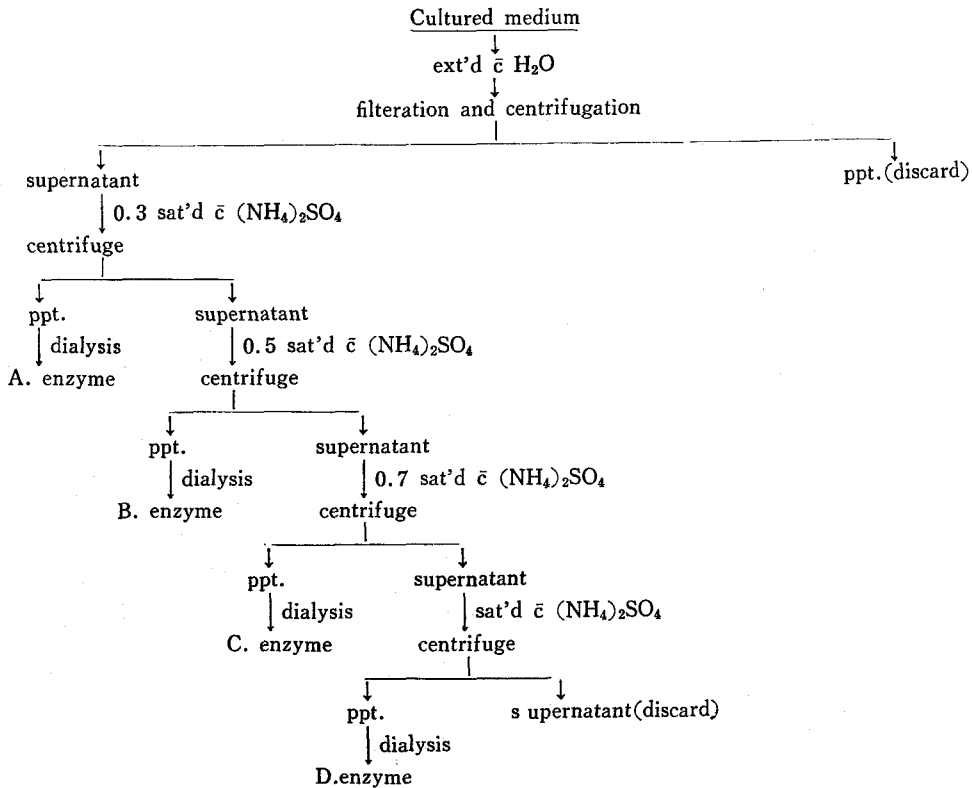 Cultured medium
ext'd c̄ H₂O
filteration and centrifugation
supernatant
ppt.(discard)
0.3 sat'd c̄ (NH₄)₂SO₄
centrifuge
ppt.
supernatant
dialysis
0.5 sat'd c̄ (NH₄)₂SO₄
A. enzyme
centrifuge
ppt.
supernatant
dialysis
0.7 sat'd c̄ (NH₄)₂SO₄
B. enzyme
centrifuge
ppt.
supernatant
dialysis
sat'd c̄ (NH₄)₂SO₄
C. enzyme
centrifuge
ppt.
s upernatant(discard)
dialysis
D.enzyme